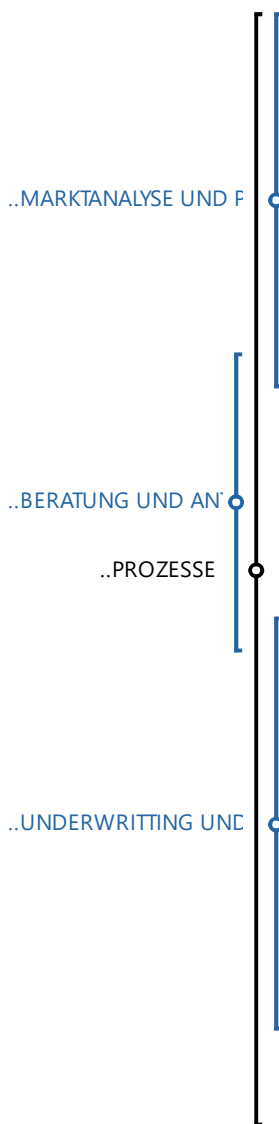 ..MARKTANALYSE UND P
..BERATUNG UND AN
..PROZESSE
..UNDERWRITTING UND